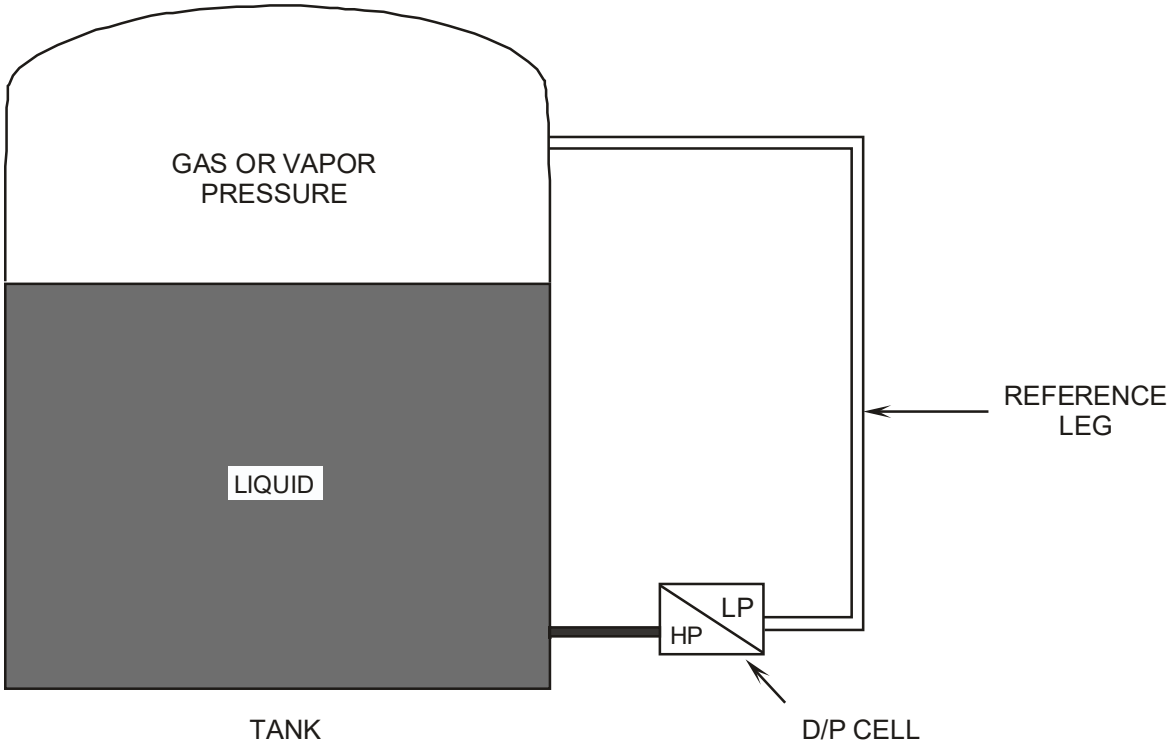 GAS OR VAPOR
PRESSURE
REFERENCE
LEG
LIQUID
LP
HP
TANK
D/P CELL